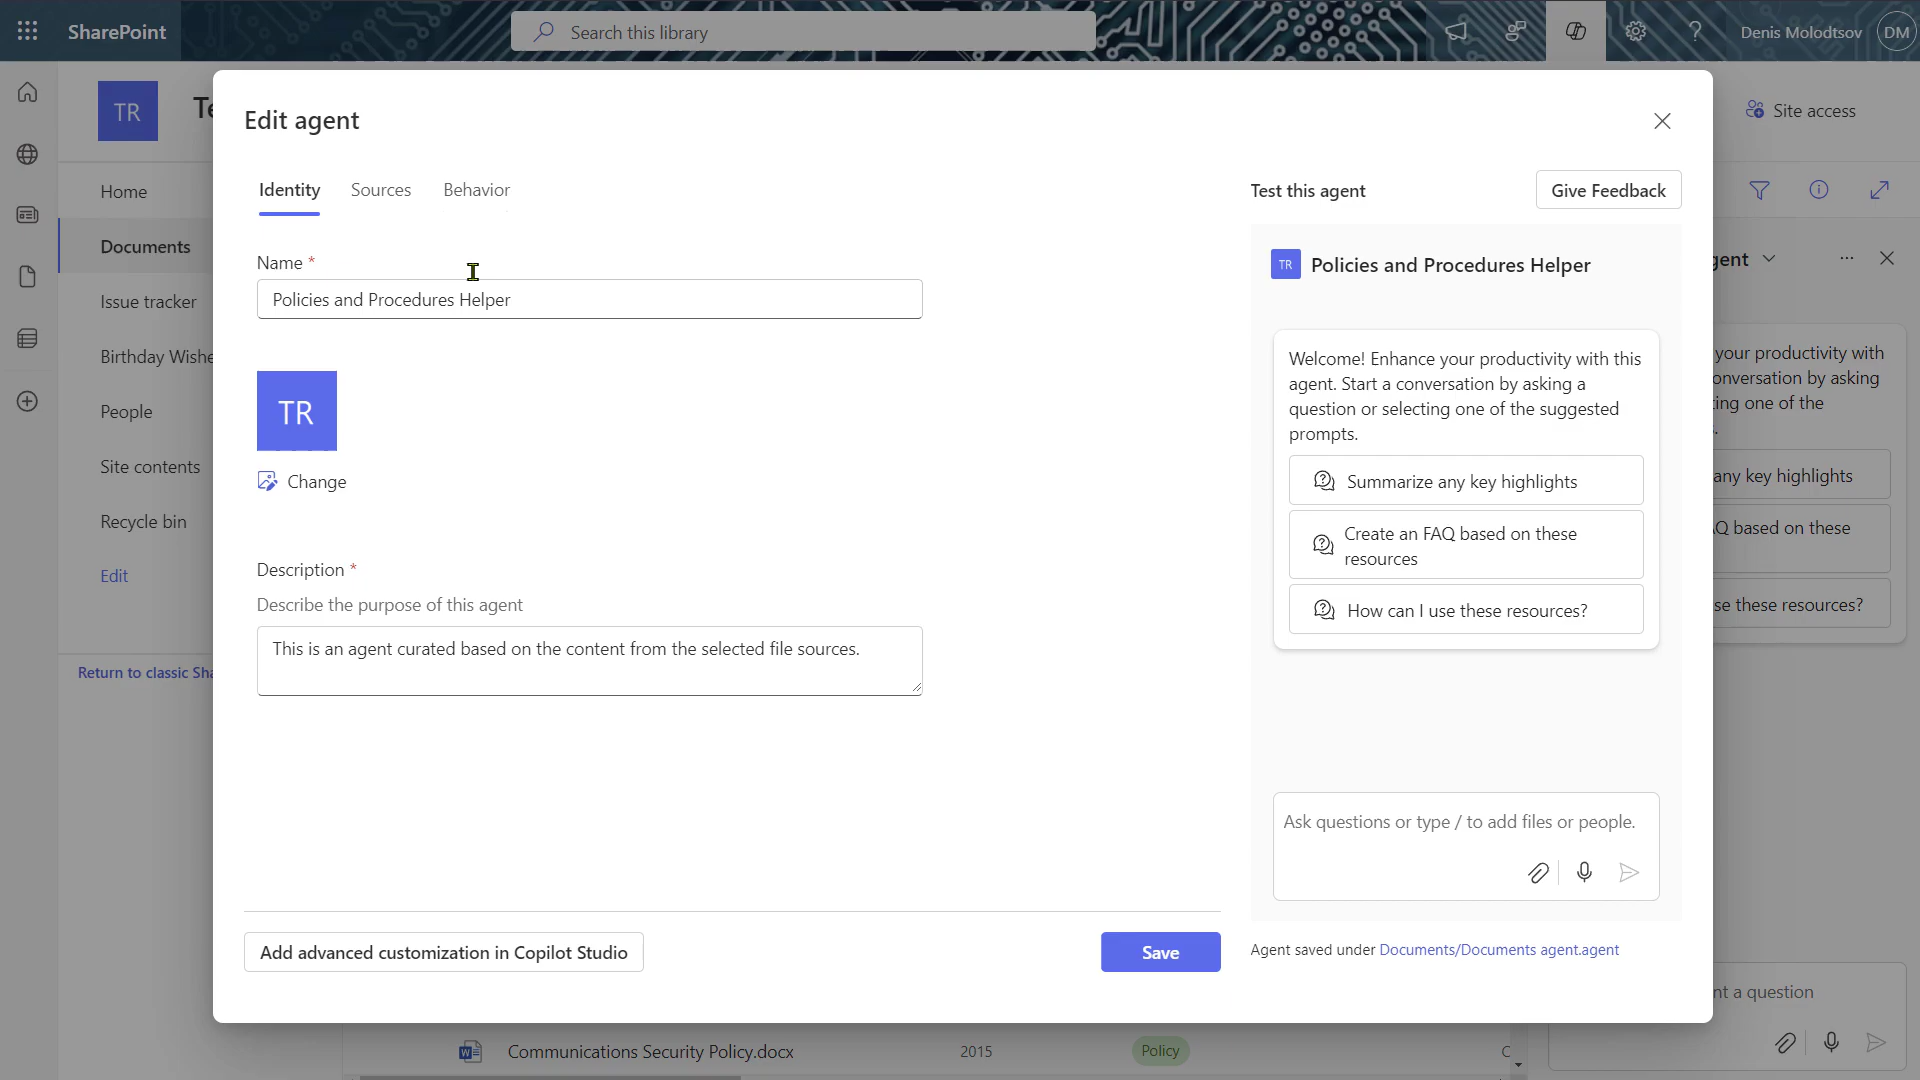 SharePoint
Search this library
Denis Molodtsov
DM
TR
Te
Site access
Home
Documents
Issue tracker
Birthday Wishe
People
Site contents
Recycle bin
Edit
Return to classic Sha
Edit agent
Identity
Sources
Behavior
Name *
Policies and Procedures Helper
TR
Change
Description *
Describe the purpose of this agent
This is an agent curated based on the content from the selected file sources.
Add advanced customization in Copilot Studio
Save
Test this agent
Give Feedback
TR
Policies and Procedures Helper
Welcome! Enhance your productivity with this
agent. Start a conversation by asking a
question or selecting one of the suggested
prompts.
Summarize any key highlights
Create an FAQ based on these
resources
How can I use these resources?
Ask questions or type / to add files or people.
Agent saved under Documents/Documents agent.agent
gent
your productivity with
onversation by asking
ing one of the
any key highlights
Q based on these
se these resources?
nt a question
Communications Security Policy.docx
2015
Policy